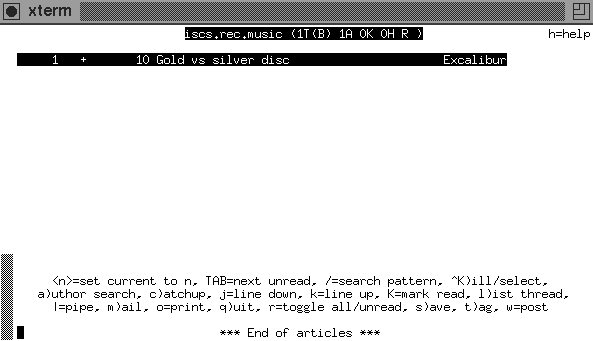 xterm
iscs.rec.music (1T(B) 1A 0K 0H R ) h=help
1 + 10 Gold vs silver disc Excalibur
<n>=set current to n, TAB=next unread, /=search pattern, ^K)ill/select,
a)uthor search, c)atchup, j=line down, k=line up, K=mark read, l)ist thread,
|=pipe, m)ail, o=print, q)uit, r=toggle all/unread, s)ave, t)ag, w=post
*** End of articles ***